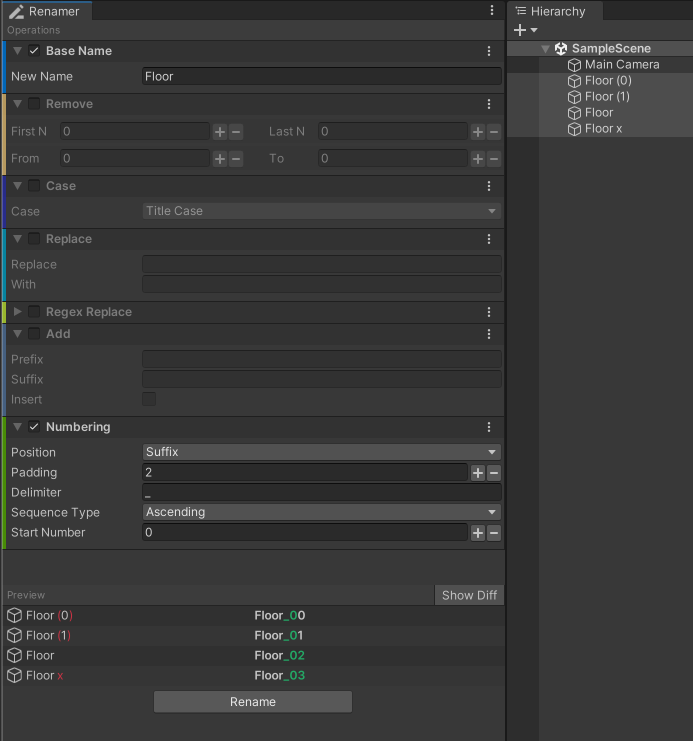 Renamer
Operations
Base Name
New Name Floor
Remove
First N 0 Last N 0
From 0 To 0
Case
Case Title Case
Replace
Replace
With
Regex Replace
Add
Prefix
Suffix
Insert
Numbering
Position Suffix
Padding 2
Delimiter _
Sequence Type Ascending
Start Number 0
Preview Show Diff
Floor (0) Floor_00
Floor (1) Floor_01
Floor Floor_02
Floor x Floor_03
Rename
Hierarchy
SampleScene
Main Camera
Floor (0)
Floor (1)
Floor
Floor x